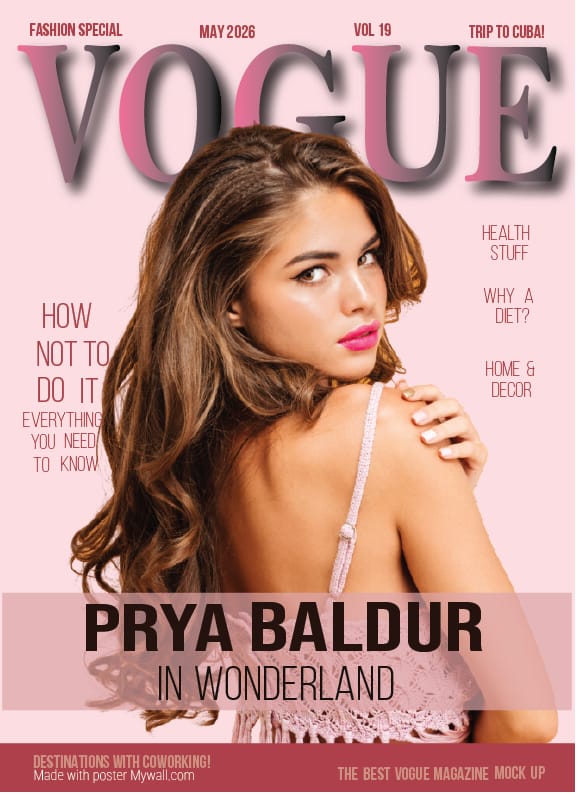 FASHION SPECIAL
MAY 2026
VOL 19
TRIP TO CUBA!
VOGUE
HEALTH
STUFF
WHY A
DIET?
HOME &
DECOR
HOW
NOT TO
DO IT
EVERYTHING
YOU NEED
TO KNOW
PRYA BALDUR
IN WONDERLAND
DESTINATIONS WITH COWORKING!
Made with poster Mywall.com
THE BEST VOGUE MAGAZINE MOCK UP